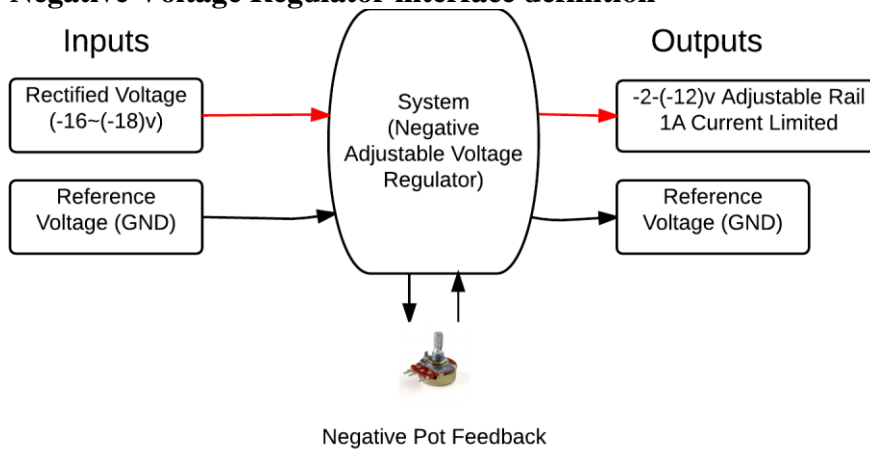 Negative Voltage Regulator interface definition
Inputs
Outputs
Rectified Voltage
(-16~(-18)v)
System
(Negative
Adjustable Voltage
Regulator)
-2-(-12)v Adjustable Rail
1A Current Limited
Reference
Voltage (GND)
Reference
Voltage (GND)
Negative Pot Feedback